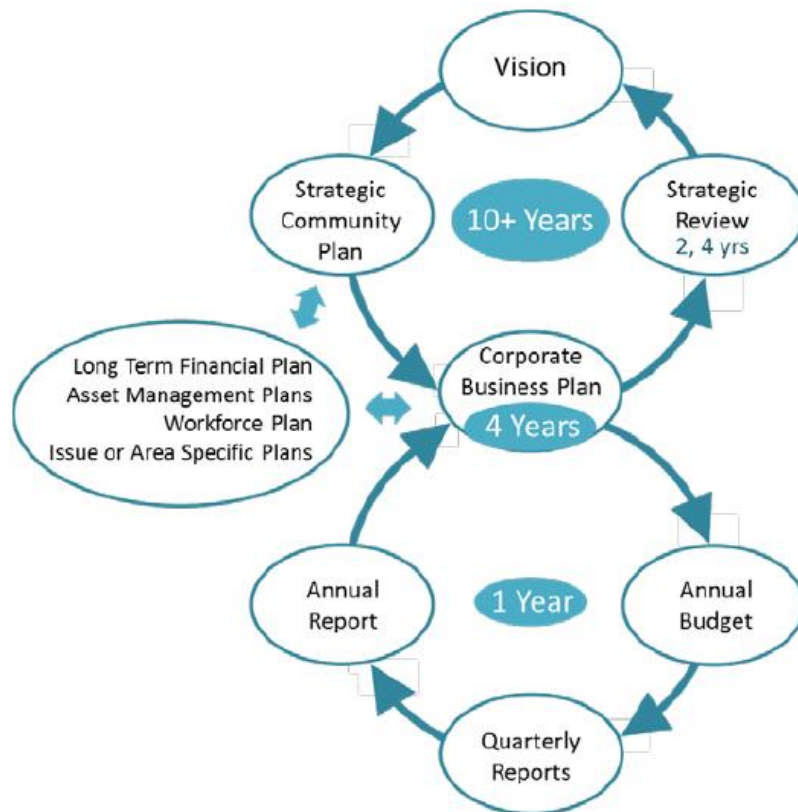 Vision
Strategic
Community
Plan
10+ Years
Strategic
Review
2, 4 yrs
Long Term Financial Plan
Asset Management Plans
Workforce Plan
Issue or Area Specific Plans
Corporate
Business Plan
4 Years
Annual
Report
1 Year
Annual
Budget
Quarterly
Reports